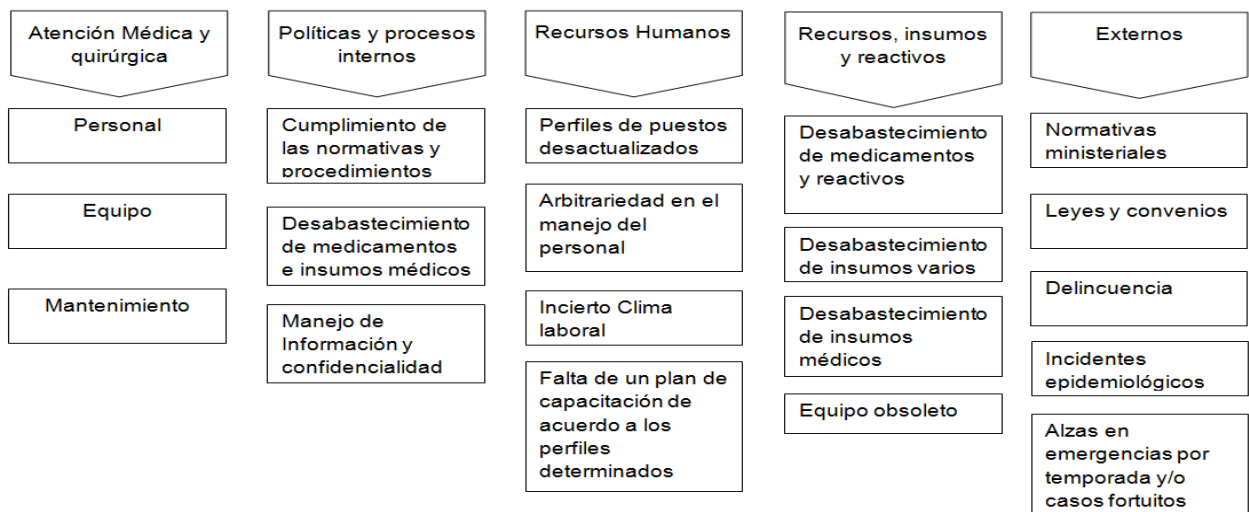 Atención Médica y
quirúrgica
Personal
Equipo
Mantenimiento
Políticas y procesos
internos
Cumplimiento de
las normativas y
procedimientos
Desabastecimiento
de medicamentos
e insumos médicos
Manejo de
Información y
confidencialidad
Recursos Humanos
Perfiles de puestos
desactualizados
Arbitrariedad en el
manejo del
personal
Incierto Clima
laboral
Falta de un plan de
capacitación de
acuerdo a los
perfiles
determinados
Recursos, insumos
y reactivos
Desabastecimiento
de medicamentos
y reactivos
Desabastecimiento
de insumos varios
Desabastecimiento
de insumos
médicos
Equipo obsoleto
Externos
Normativas
ministeriales
Leyes y convenios
Delincuencia
Incidentes
epidemiológicos
Alzas en
emergencias por
temporada y/o
casos fortuitos